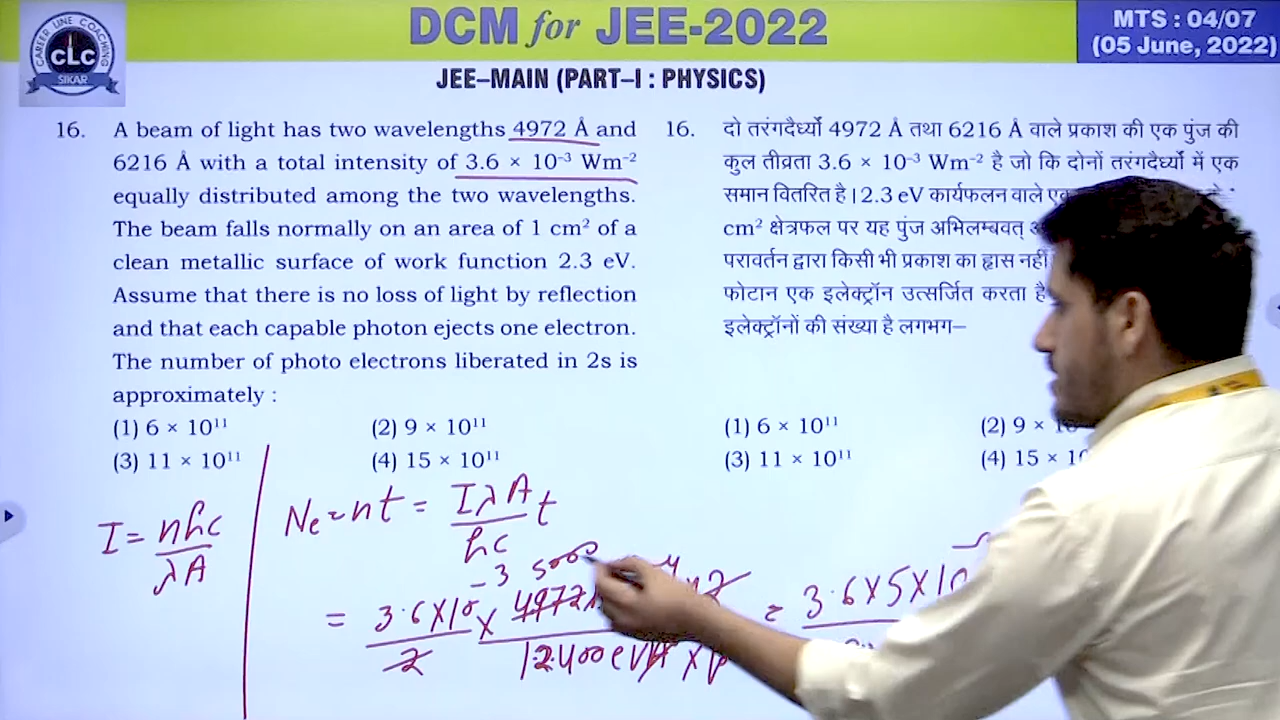 DCM for JEE-2022
MTS : 04/07
(05 June, 2022)
CAREER LINE COACHING
CLC
SIKAR
JEE–MAIN (PART–I : PHYSICS)
16. A beam of light has two wavelengths 4972 Å and
6216 Å with a total intensity of 3.6 × 10⁻³ Wm⁻²
equally distributed among the two wavelengths.
The beam falls normally on an area of 1 cm² of a
clean metallic surface of work function 2.3 eV.
Assume that there is no loss of light by reflection
and that each capable photon ejects one electron.
The number of photo electrons liberated in 2s is
approximately :
(1) 6 × 10¹¹ (2) 9 × 10¹¹
(3) 11 × 10¹¹ (4) 15 × 10¹¹
16. दो तरंगदैर्ध्यो 4972 Å तथा 6216 Å वाले प्रकाश की एक पुंज की
कुल तीव्रता 3.6 × 10⁻³ Wm⁻² है जो कि दोनों तरंगदैर्ध्यो में एक
समान वितरित है। 2.3 eV कार्यफलन वाले
cm² क्षेत्रफल पर यह पुंज अभिलम्बवत्
परावर्तन द्वारा किसी भी प्रकाश का ह्रास नहीं
फोटान एक इलेक्ट्रॉन उत्सर्जित करता है
इलेक्ट्रॉनों की संख्या है लगभग–
(1) 6 × 10¹¹ (2) 9 ×
(3) 11 × 10¹¹ (4) 15 ×
I = nhc / λA
Ne = nt = IλA / hc t
= 3.6 × 10⁻³ / 2 ×
= 3.6 × 5 × 10